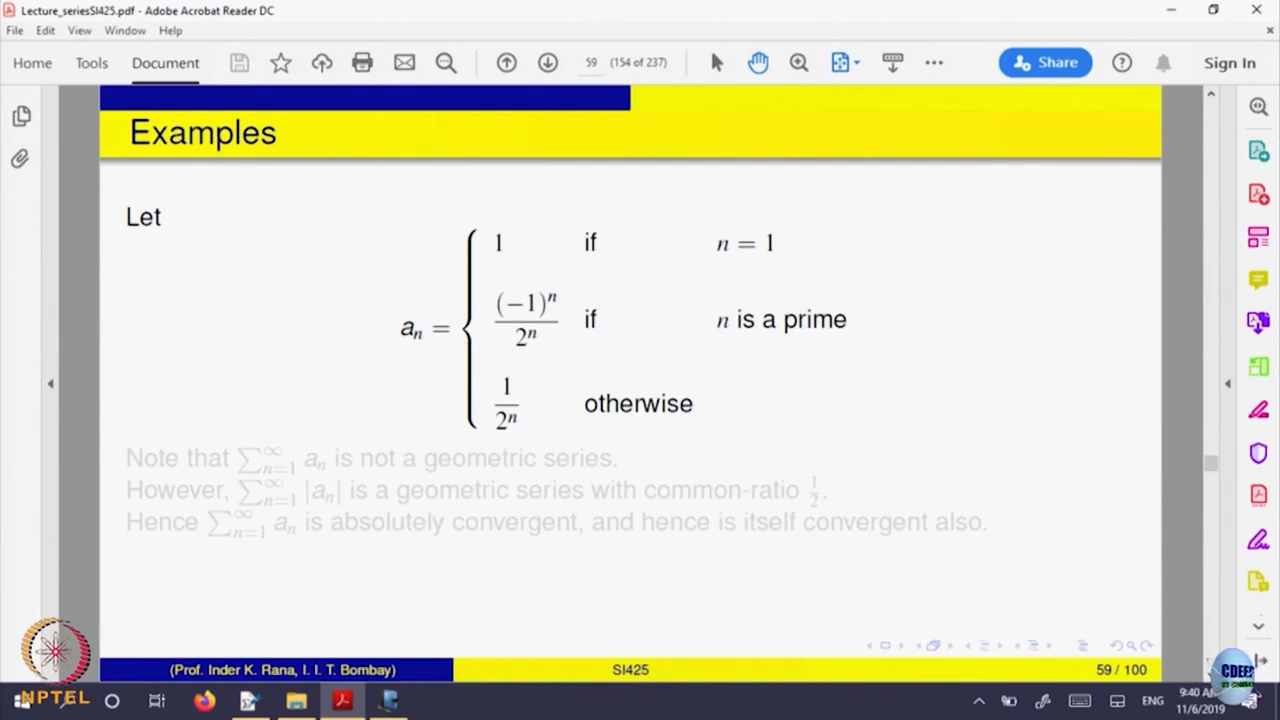 Lecture_seriesSI425.pdf - Adobe Acrobat Reader DC
File Edit View Window Help
Home Tools Document 59 (154 of 237) Share Sign In
Examples
Let
a_n = { 1 if n = 1
(−1)^n / 2^n if n is a prime
1 / 2^n otherwise
Note that ∑_{n=1}^∞ a_n is not a geometric series.
However, ∑_{n=1}^∞ |a_n| is a geometric series with common-ratio 1/2.
Hence ∑_{n=1}^∞ a_n is absolutely convergent, and hence is itself convergent also.
(Prof. Inder K. Rana, I. I. T. Bombay) SI425 59 / 100
NPTEL
CDEEP
ENG
9:40
11/6/2019